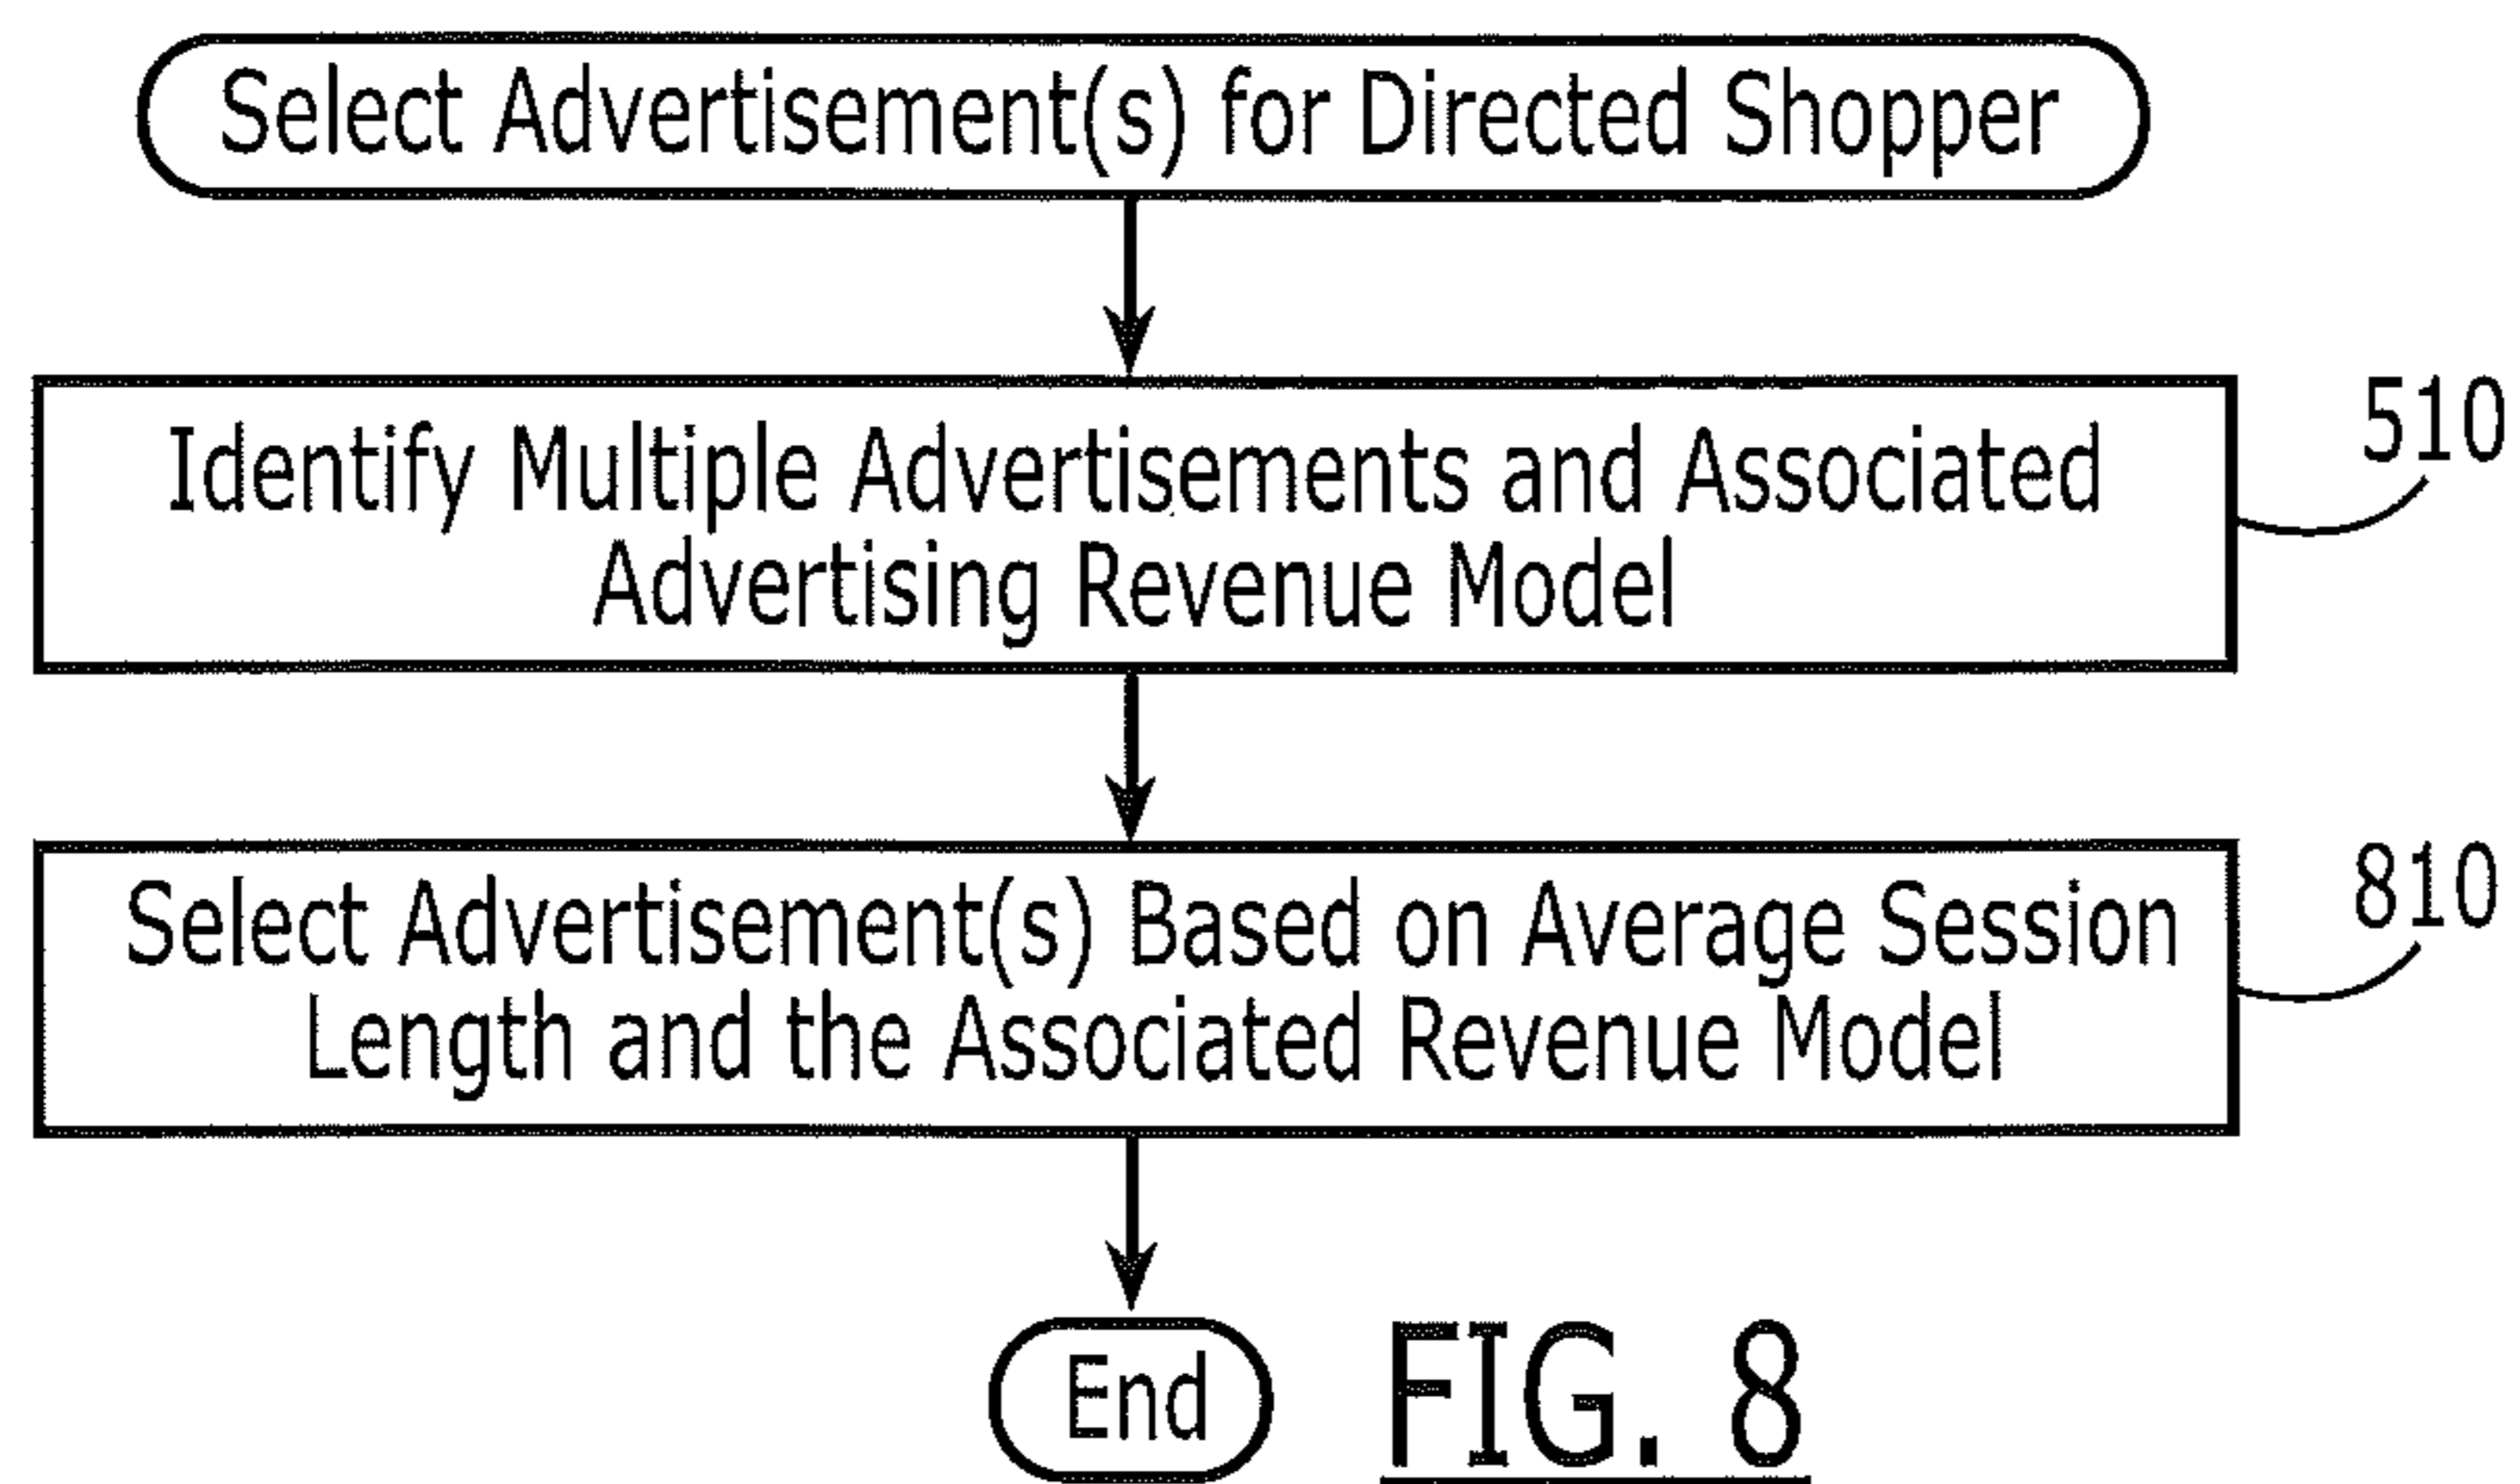 Select Advertisement(s) for Directed Shopper
510
Identify Multiple Advertisements and Associated
Advertising Revenue Model
810
Select Advertisement(s) Based on Average Session
Length and the Associated Revenue Model
End
FIG. 8